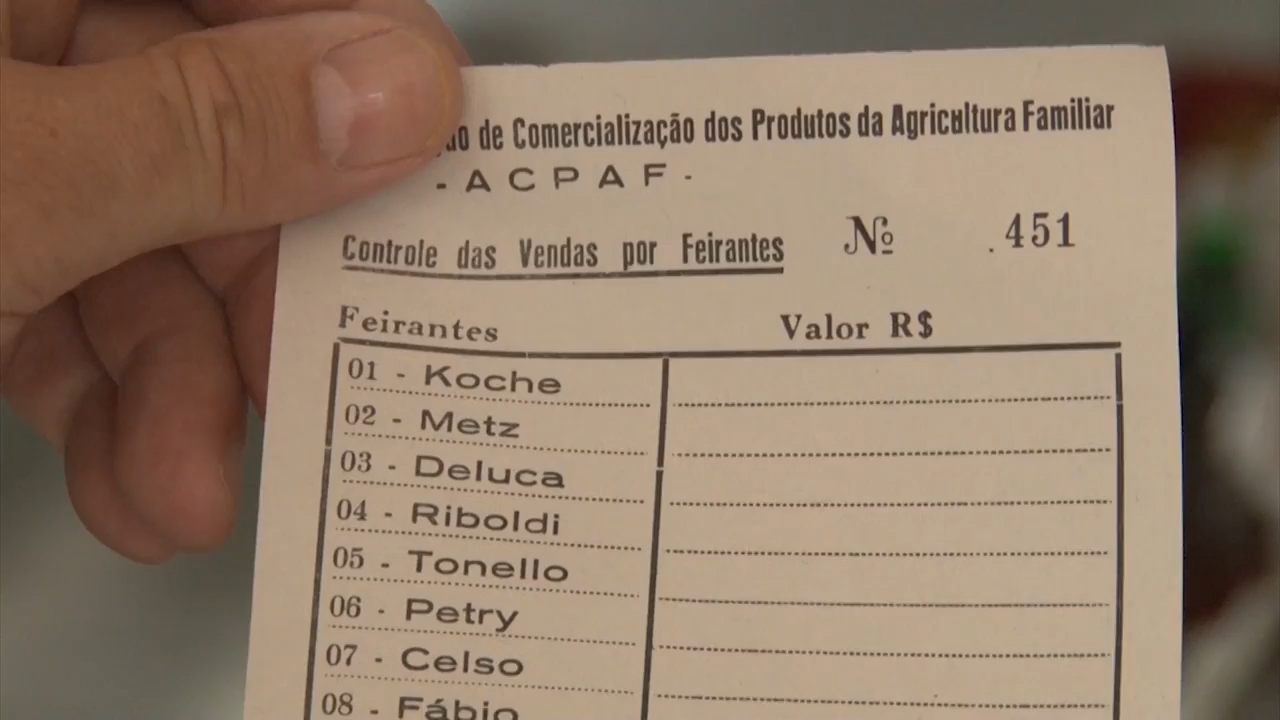 de Comercialização dos Produtos da Agricultura Familiar
- A C P A F -
Controle das Vendas por Feirantes Nº .451
Feirantes Valor R$
01 - Koche
02 - Metz
03 - Deluca
04 - Riboldi
05 - Tonello
06 - Petry
07 - Celso
08 - Fábio